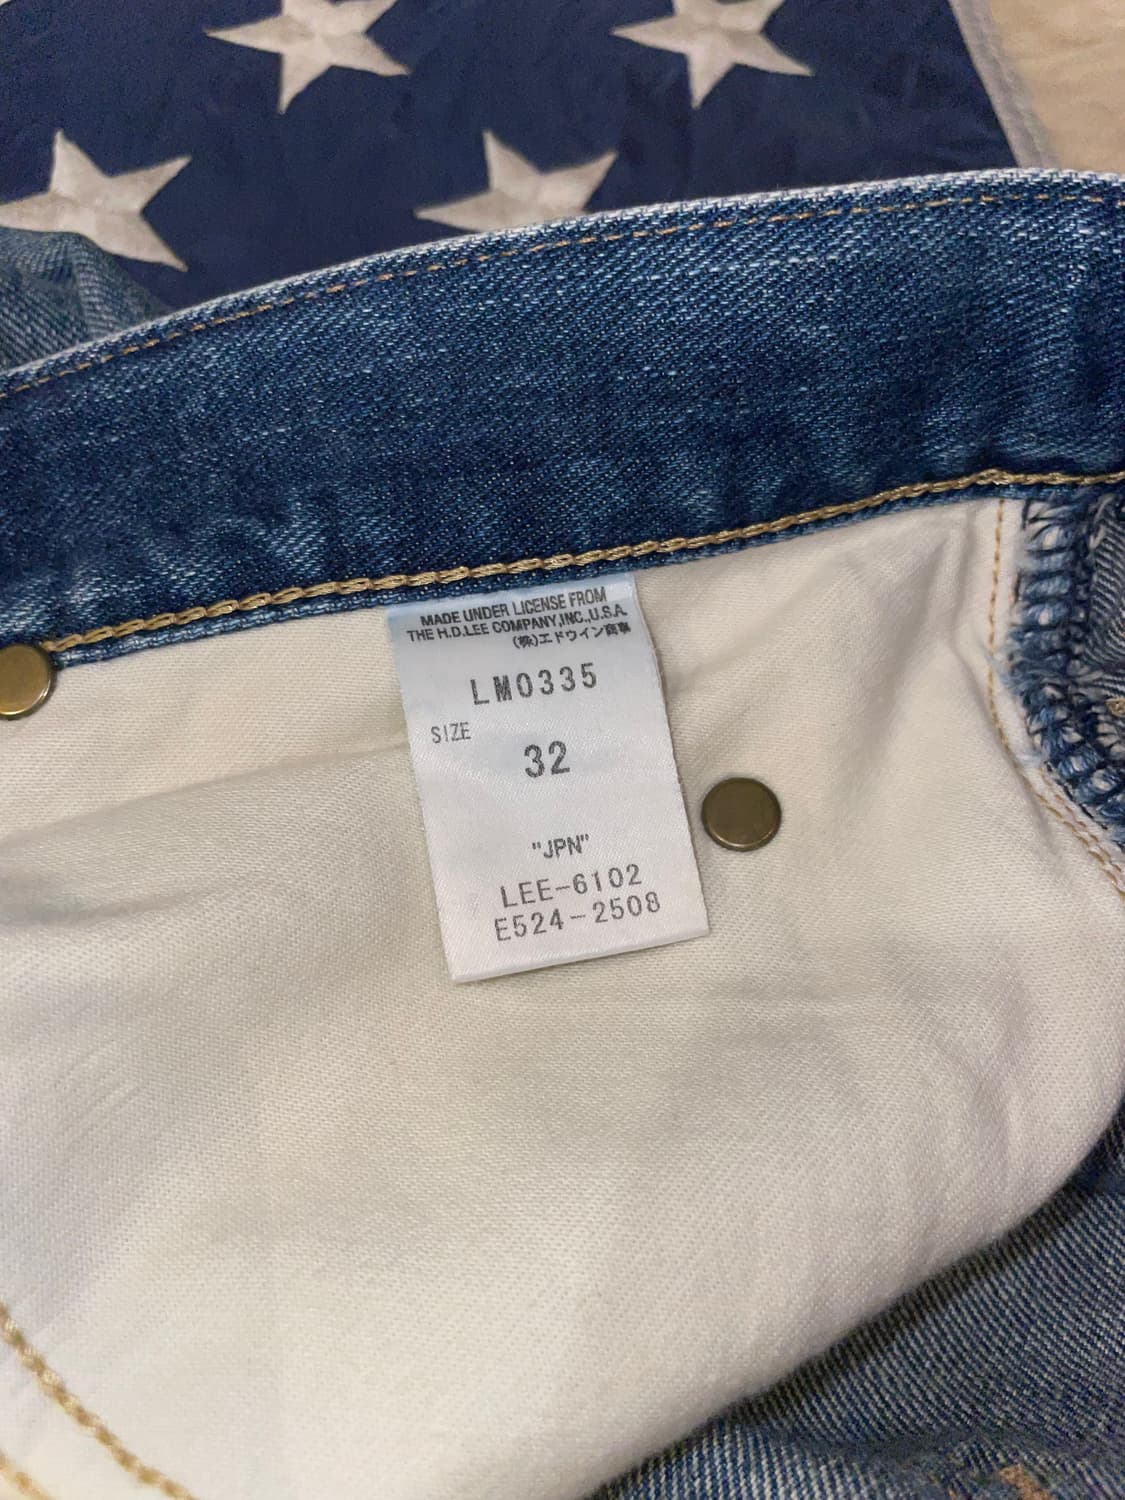 MADE UNDER LICENSE FROM
THE H.D.LEE COMPANY,INC.,U.S.A.
(株)エドウイン商事
LM0335
SIZE
32
"JPN"
LEE-6102
E524-2508